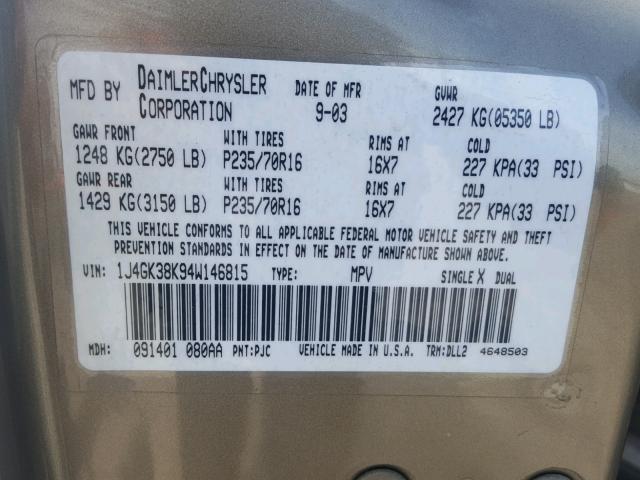 MFD BY DAIMLERCHRYSLER CORPORATION DATE OF MFR 9-03 GVWR 2427 KG(05350 LB)
GAWR FRONT WITH TIRES RIMS AT COLD
1248 KG(2750 LB) P235/70R16 16X7 227 KPA(33 PSI)
GAWR REAR WITH TIRES RIMS AT COLD
1429 KG(3150 LB) P235/70R16 16X7 227 KPA(33 PSI)
THIS VEHICLE CONFORMS TO ALL APPLICABLE FEDERAL MOTOR VEHICLE SAFETY AND THEFT
PREVENTION STANDARDS IN EFFECT ON THE DATE OF MANUFACTURE SHOWN ABOVE.
VIN: 1J4GK38K94W146815 TYPE: MPV SINGLE X DUAL
MDH: 091401 080AA PNT:PJC VEHICLE MADE IN U.S.A. TRM:DLL2 4648503